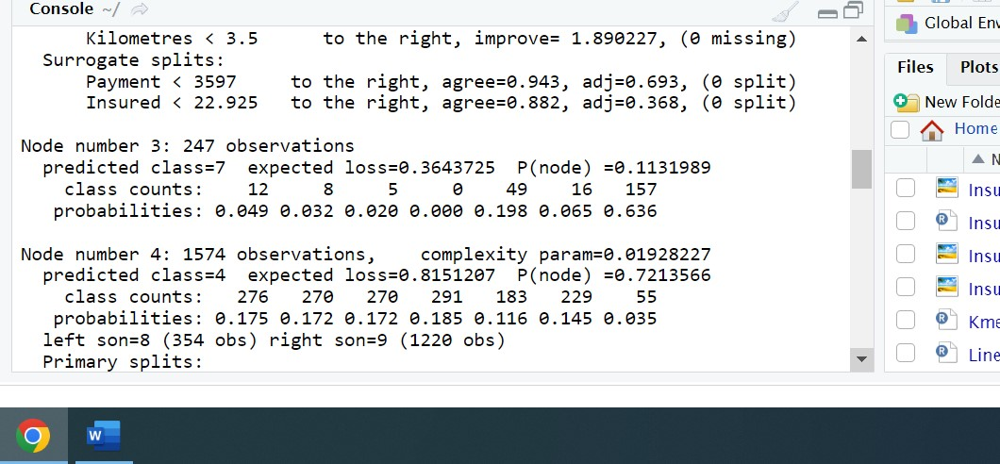 Console ~/
Kilometres < 3.5 to the right, improve= 1.890227, (0 missing)
Surrogate splits:
Payment < 3597 to the right, agree=0.943, adj=0.693, (0 split)
Insured < 22.925 to the right, agree=0.882, adj=0.368, (0 split)
Node number 3: 247 observations
predicted class=7 expected loss=0.3643725 P(node) =0.1131989
class counts: 12 8 5 0 49 16 157
probabilities: 0.049 0.032 0.020 0.000 0.198 0.065 0.636
Node number 4: 1574 observations, complexity param=0.01928227
predicted class=4 expected loss=0.8151207 P(node) =0.7213566
class counts: 276 270 270 291 183 229 55
probabilities: 0.175 0.172 0.172 0.185 0.116 0.145 0.035
left son=8 (354 obs) right son=9 (1220 obs)
Primary splits:
Global Env
Files Plots
New Folde
Home
N
Insu
R Insu
Insu
Insu
R Kme
R Line
W